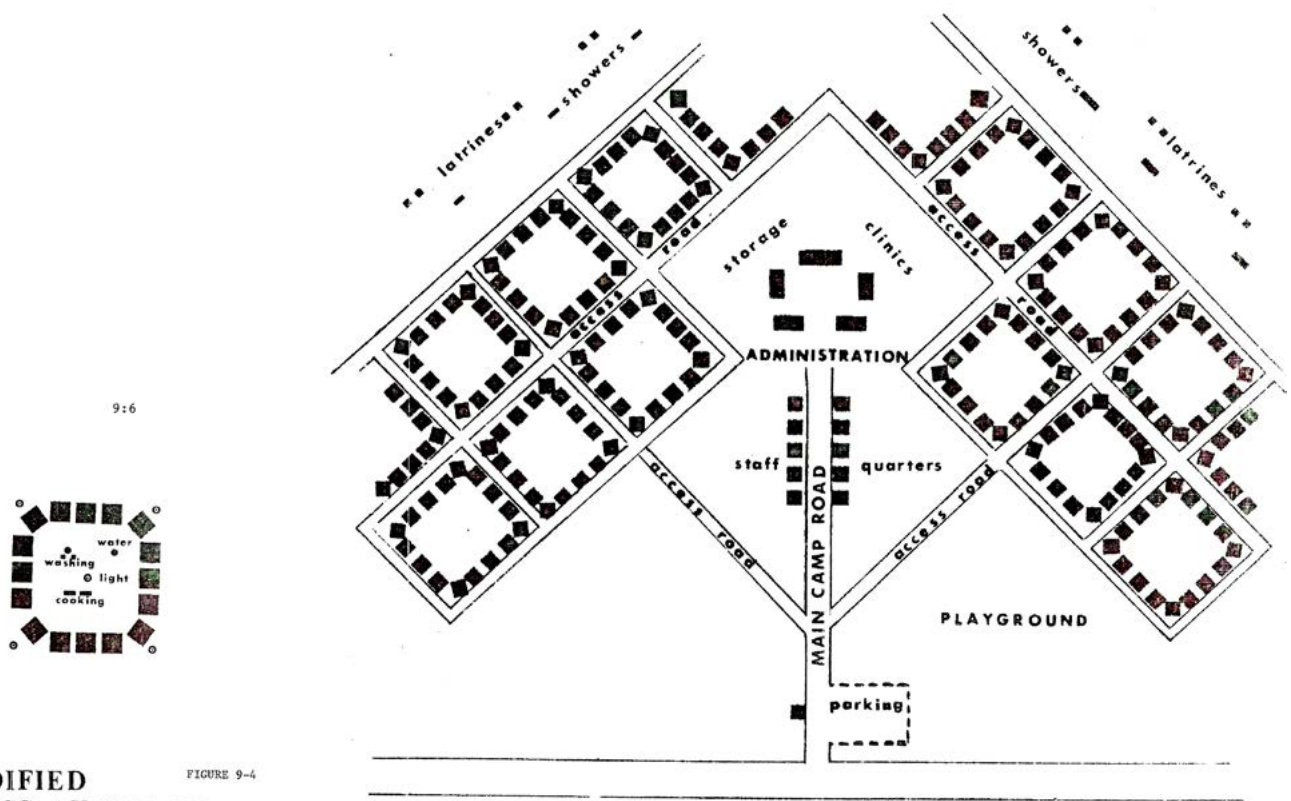 showers
latrines
showers
latrines
storage
clinics
road
access
access
road
ADMINISTRATION
staff
quarters
access road
access road
MAIN CAMP ROAD
PLAYGROUND
parking
9:6
water
washing
light
cooking
DIFIED
FIGURE 9-4